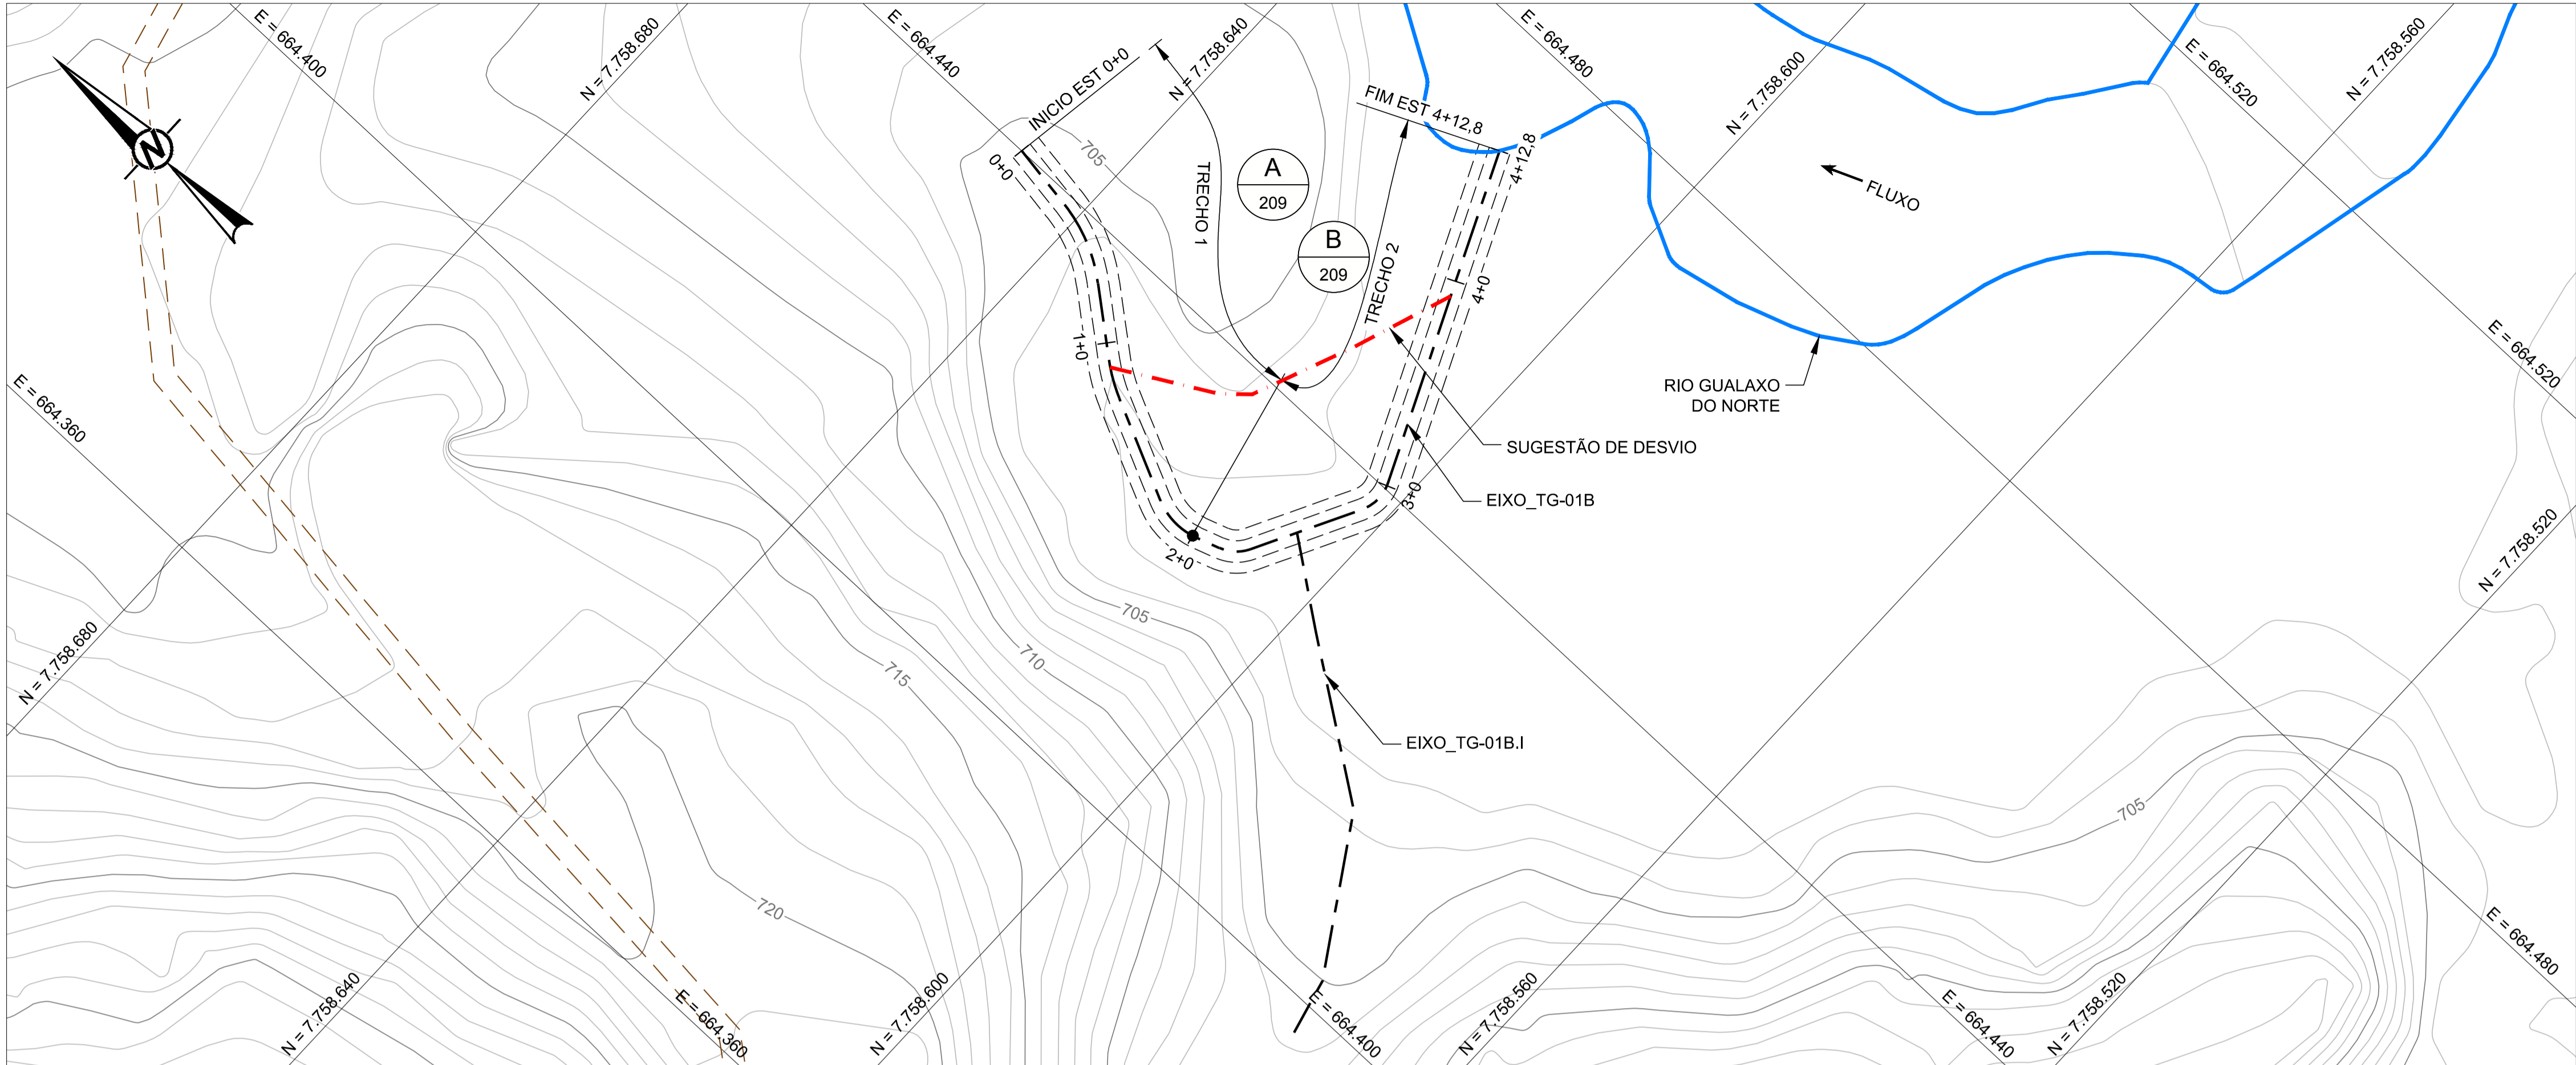 E = 664.400
N = 7.758.680
E = 664.440
INICIO EST 0+0
N = 7.758.640
E = 664.480
N = 7.758.600
E = 664.520
N = 7.758.560
FIM EST 4+12,8
4+12,8
N
0+0
705
TRECHO 1
A
209
B
209
TRECHO 2
FLUXO
4+0
1+0
E = 664.360
RIO GUALAXO
DO NORTE
E = 664.520
SUGESTÃO DE DESVIO
EIXO_TG-01B
3+0
2+0
N = 7.758.520
705
710
715
N = 7.758.680
EIXO_TG-01B.I
705
720
E = 664.480
N = 7.758.640
E = 664.360
N = 7.758.600
E = 664.400
N = 7.758.560
E = 664.440
N = 7.758.520